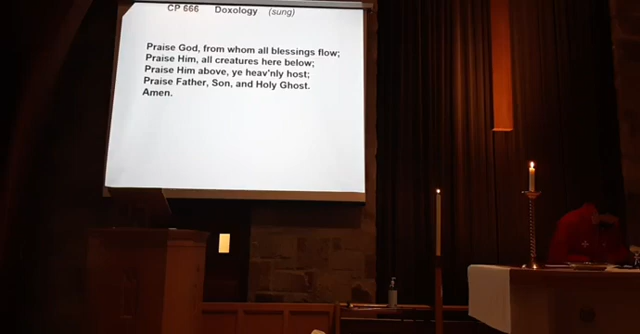 CP 666 Doxology (sung)
Praise God, from whom all blessings flow;
Praise Him, all creatures here below;
Praise Him above, ye heav'nly host;
Praise Father, Son, and Holy Ghost.
Amen.